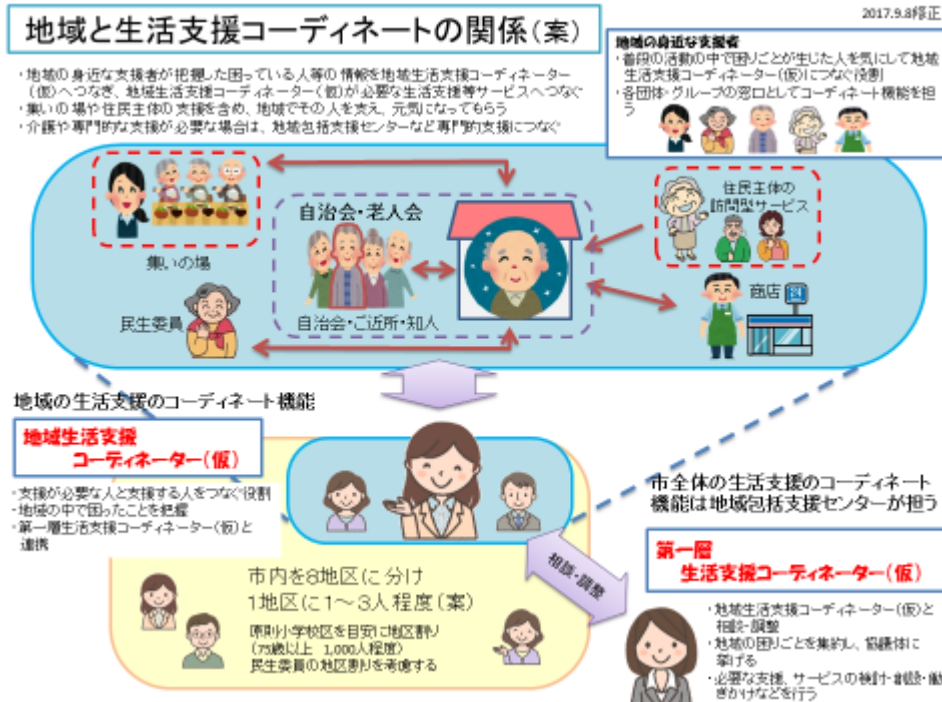 2017.9.8修正
地域と生活支援コーディネートの関係(案)
・地域の身近な支援者が把握した困っている人等の情報を地域生活支援コーディネーター
(仮)へつなぎ、地域生活支援コーディネーター(仮)が必要な生活支援等サービスへつなぐ
・集いの場や住民主体の支援を含め、地域でその人を支え、元気になってもらう
・介護や専門的な支援が必要な場合は、地域包括支援センターなど専門的支援につなぐ
地域の身近な支援者
・普段の活動の中で困りごとが生じた人を気にして地域
生活支援コーディネーター(仮)につなぐ役割
・各団体・グループの窓口としてコーディネート機能を担
う
集いの場
自治会・老人会
自治会・ご近所・知人
住民主体の
訪問型サービス
民生委員
商店
地域の生活支援のコーディネート機能
地域生活支援
コーディネーター(仮)
・支援が必要な人と支援する人をつなぐ役割
・地域の中で困ったことを把握
・第一層生活支援コーディネーター(仮)と
連携
市内を8地区に分け
1地区に1～3人程度(案)
原則小学校区を目安に地区割り
(75歳以上 1,000人程度)
民生委員の地区割りを考慮する
相談・調整
市全体の生活支援のコーディネート
機能は地域包括支援センターが担う
第一層
生活支援コーディネーター(仮)
・地域生活支援コーディネーター(仮)と
相談・調整
・地域の困りごとを集約し、協議体に
挙げる
・必要な支援、サービスの検討・創設・働
きかけなどを行う